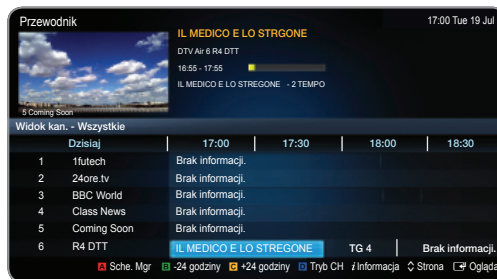 Przewodnik
17:00 Tue 19 Jul
IL MEDICO E LO STRGONE
DTV Air 6 R4 DTT
16:55 - 17:55
IL MEDICO E LO STREGONE - 2 TEMPO
5 Coming Soon
Widok kan. - Wszystkie
Dzisiaj 17:00 17:30 18:00 18:30
1 1futech Brak informacji.
2 24ore.tv Brak informacji.
3 BBC World Brak informacji.
4 Class News Brak informacji.
5 Coming Soon Brak informacji.
6 R4 DTT IL MEDICO E LO STREGONE TG 4 Brak informacji.
A Sche. Mgr B -24 godziny C +24 godziny D Tryb CH i Informacja Strona Ogląda